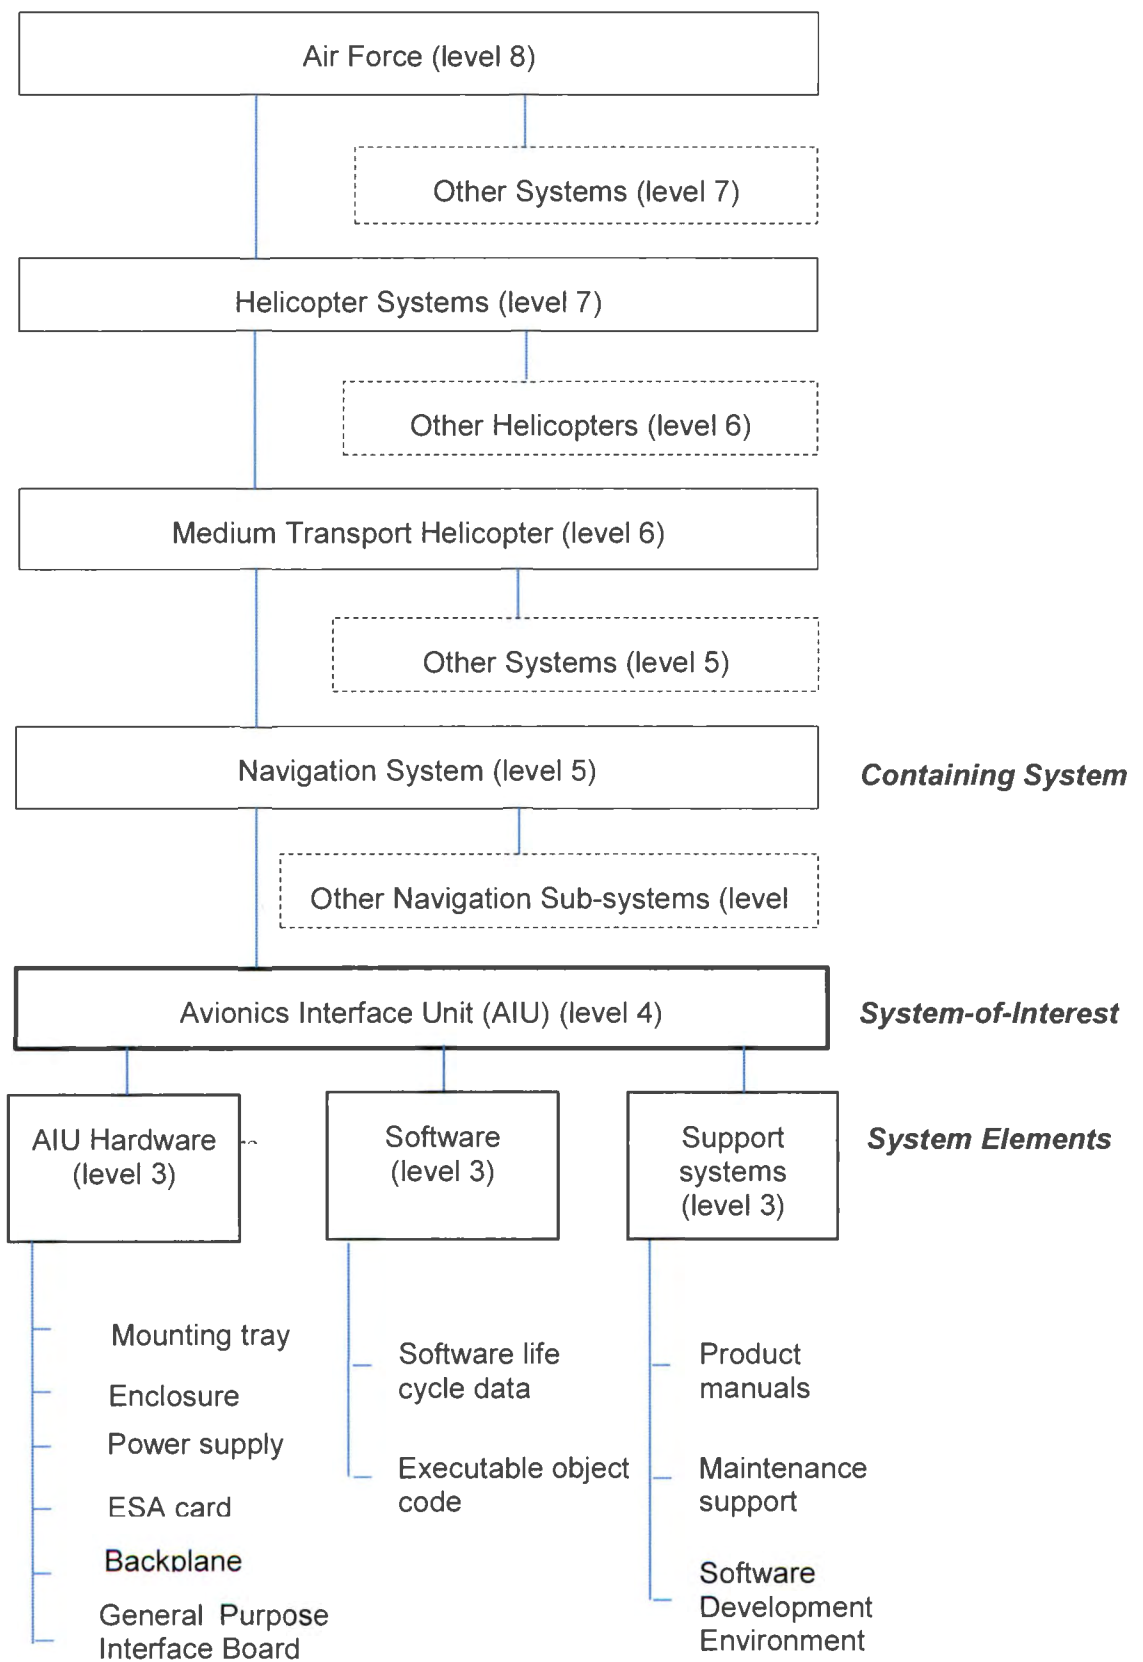 Air Force (level 8)
Other Systems (level 7)
Helicopter Systems (level 7)
Other Helicopters (level 6)
Medium Transport Helicopter (level 6)
Other Systems (level 5)
Navigation System (level 5)
Containing System
Other Navigation Sub-systems (level
Avionics Interface Unit (AIU) (level 4)
System-of-Interest
AIU Hardware
(level 3)
Software
(level 3)
Support
systems
(level 3)
System Elements
Mounting tray
Enclosure
Power supply
ESA card
Backplane
General Purpose
Interface Board
Software life
cycle data
Executable object
code
Product
manuals
Maintenance
support
Software
Development
Environment